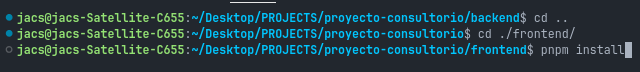 jacs@jacs-Satellite-C655:~/Desktop/PROJECTS/proyecto-consultorio/backend$ cd ..
jacs@jacs-Satellite-C655:~/Desktop/PROJECTS/proyecto-consultorio$ cd ./frontend/
jacs@jacs-Satellite-C655:~/Desktop/PROJECTS/proyecto-consultorio/frontend$ pnpm install